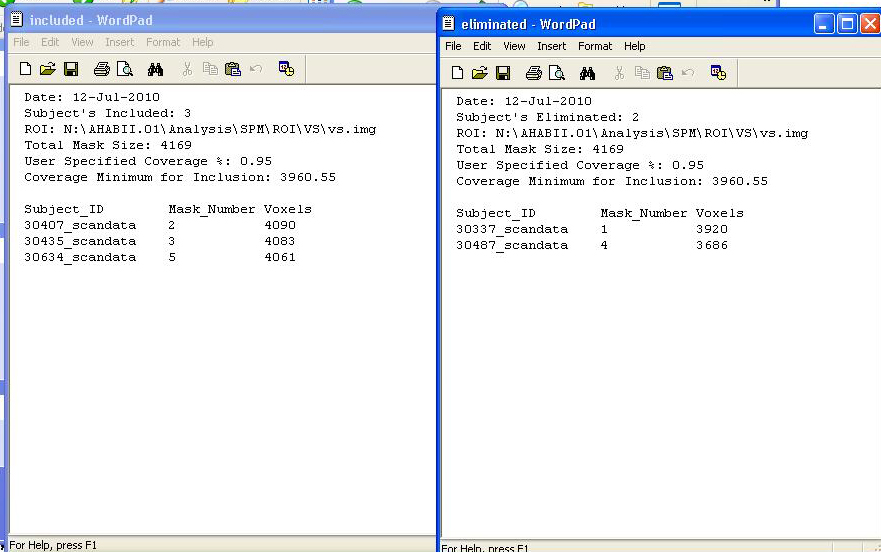 included - WordPad
File Edit View Insert Format Help
Date: 12-Jul-2010
Subject's Included: 3
ROI: N:\AHABII.01\Analysis\SPM\ROI\VS\vs.img
Total Mask Size: 4169
User Specified Coverage %: 0.95
Coverage Minimum for Inclusion: 3960.55
Subject_ID Mask_Number Voxels
30407_scandata 2 4090
30435_scandata 3 4083
30634_scandata 5 4061
For Help, press F1
eliminated - WordPad
File Edit View Insert Format Help
Date: 12-Jul-2010
Subject's Eliminated: 2
ROI: N:\AHABII.01\Analysis\SPM\ROI\VS\vs.img
Total Mask Size: 4169
User Specified Coverage %: 0.95
Coverage Minimum for Inclusion: 3960.55
Subject_ID Mask_Number Voxels
30337_scandata 1 3920
30487_scandata 4 3686
For Help, press F1